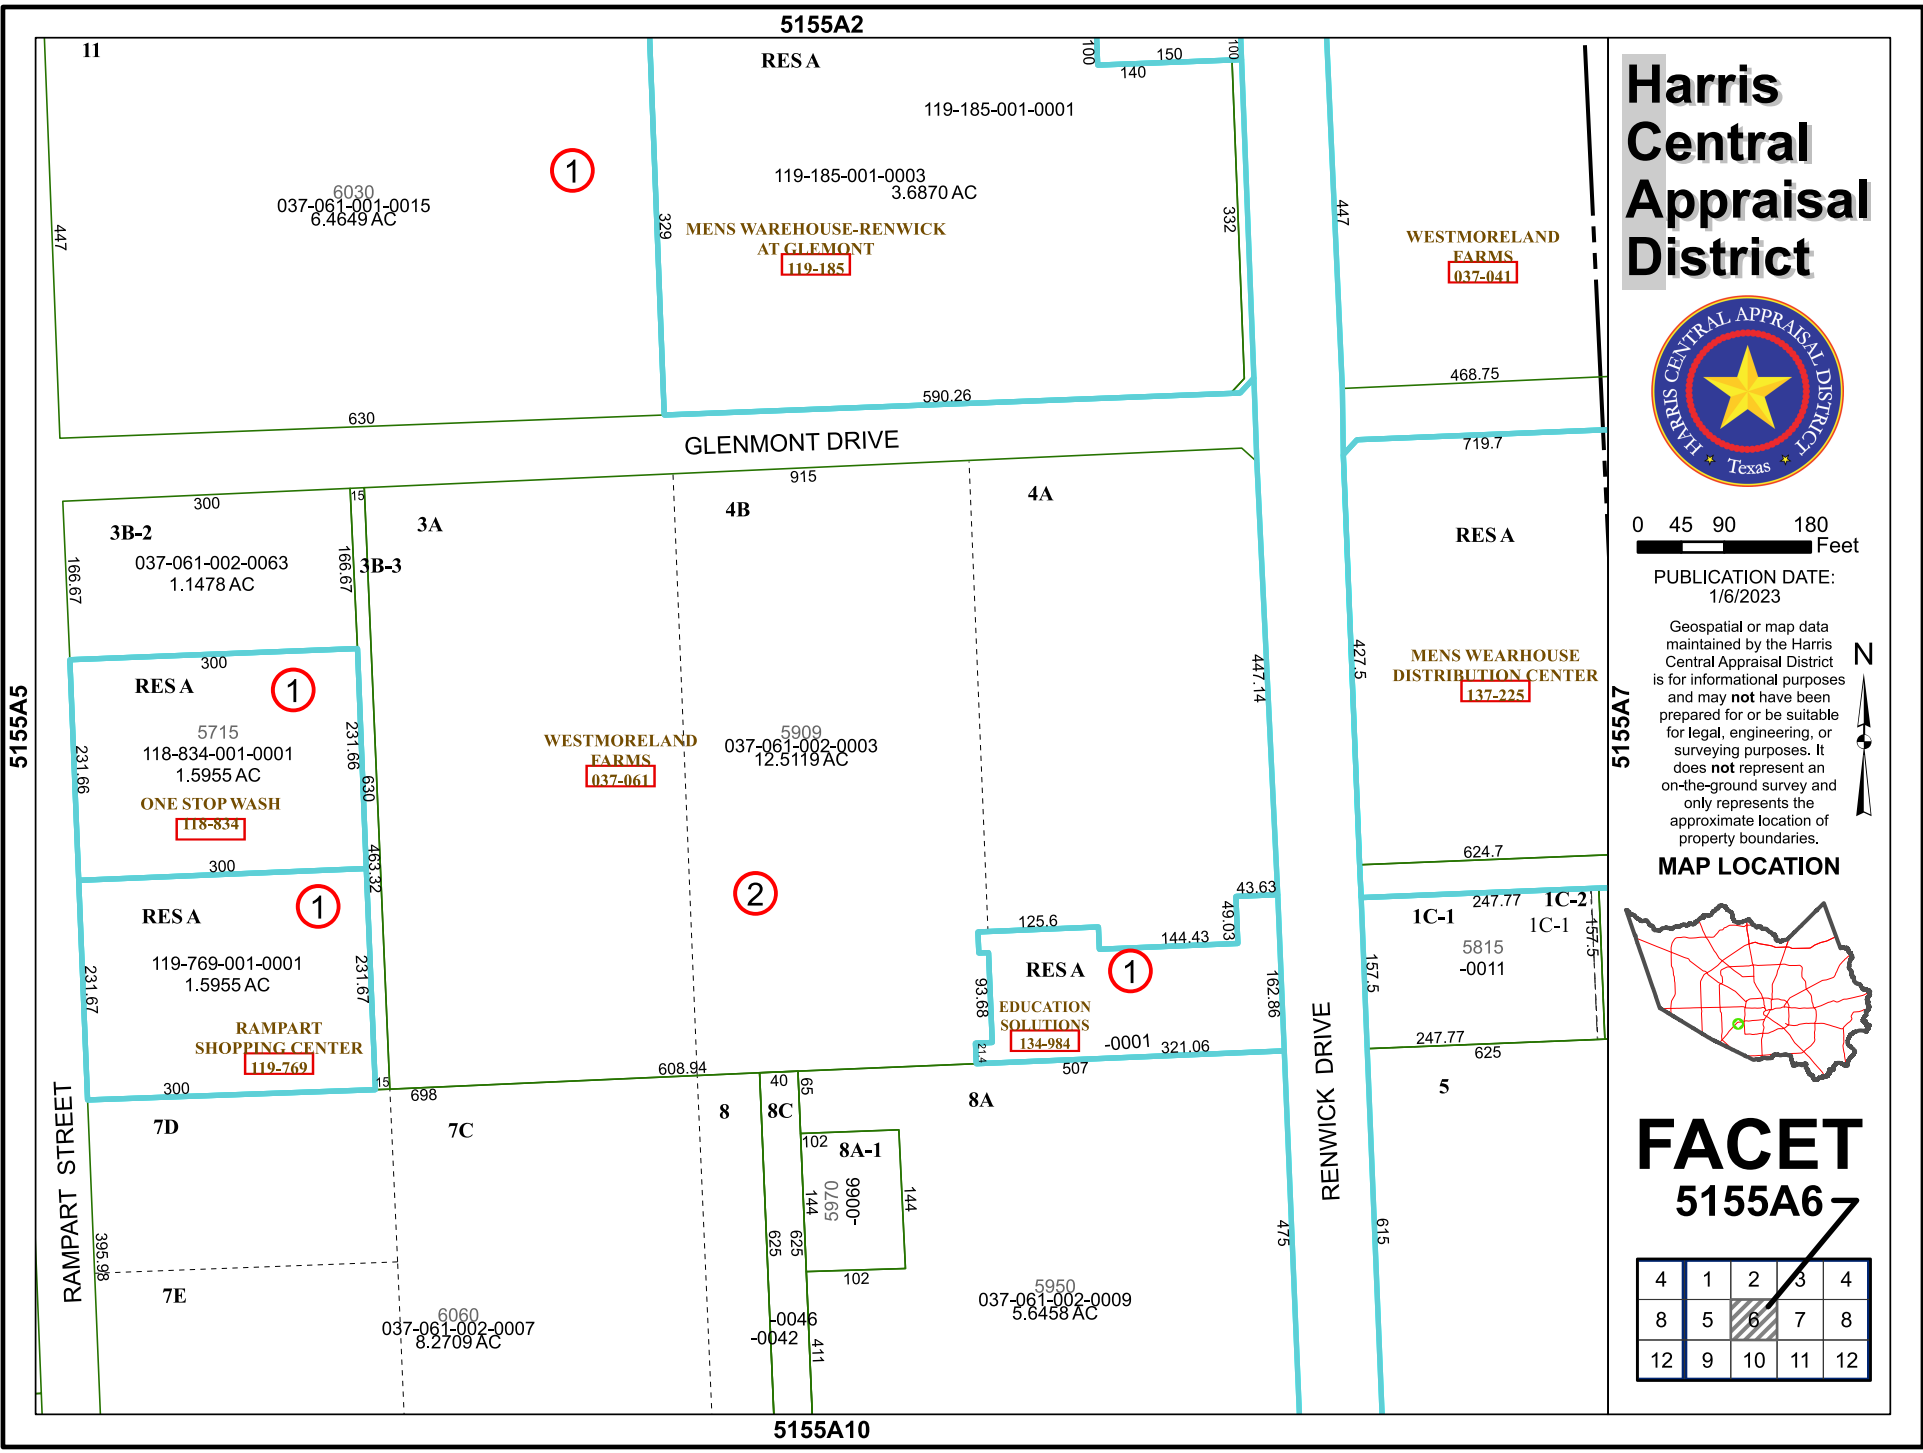 5155A2
11
RES A
100
150
100
140
119-185-001-0001
1
119-185-001-0003
3.6870 AC
6030
037-061-001-0015
6.4649 AC
447
329
MENS WAREHOUSE-RENWICK
AT GLEMONT
119-185
332
447
WESTMORELAND
FARMS
037-041
468.75
590.26
630
GLENMONT DRIVE
719.7
915
300
15
3B-2
3A
4B
4A
RES A
037-061-002-0063
1.1478 AC
166.67
166.67
3B-3
300
RES A
1
5715
118-834-001-0001
1.5955 AC
231.66
231.66
630
ONE STOP WASH
118-834
WESTMORELAND
FARMS
037-061
5909
037-061-002-0003
12.5119 AC
447.14
427.5
MENS WEARHOUSE
DISTRIBUTION CENTER
137-225
5155A5
5155A7
300
463.32
624.7
RES A
1
2
119-769-001-0001
1.5955 AC
231.67
231.67
RAMPART
SHOPPING CENTER
119-769
43.63
49.03
125.6
144.43
RES A
1
93.68
EDUCATION
SOLUTIONS
134-984
-0001
21.4
321.06
162.86
157.5
247.77
1C-1
1C-2
1C-1
157.5
5815
-0011
247.77
625
300
15
698
608.94
40
65
507
RAMPART STREET
RENWICK DRIVE
7D
7C
8
8C
8A
5
102
8A-1
5970
-0066
144
144
102
395.98
7E
625
625
475
615
6060
037-061-002-0007
8.2709 AC
-0046
-0042
411
5950
037-061-002-0009
5.6458 AC
5155A10
Harris
Central
Appraisal
District
HARRIS CENTRAL APPRAISAL DISTRICT
Texas
0 45 90 180
Feet
PUBLICATION DATE:
1/6/2023
Geospatial or map data
maintained by the Harris
Central Appraisal District
is for informational purposes
and may not have been
prepared for or be suitable
for legal, engineering, or
surveying purposes. It
does not represent an
on-the-ground survey and
only represents the
approximate location of
property boundaries.
N
MAP LOCATION
FACET
5155A6
4 1 2 3 4
8 5 6 7 8
12 9 10 11 12